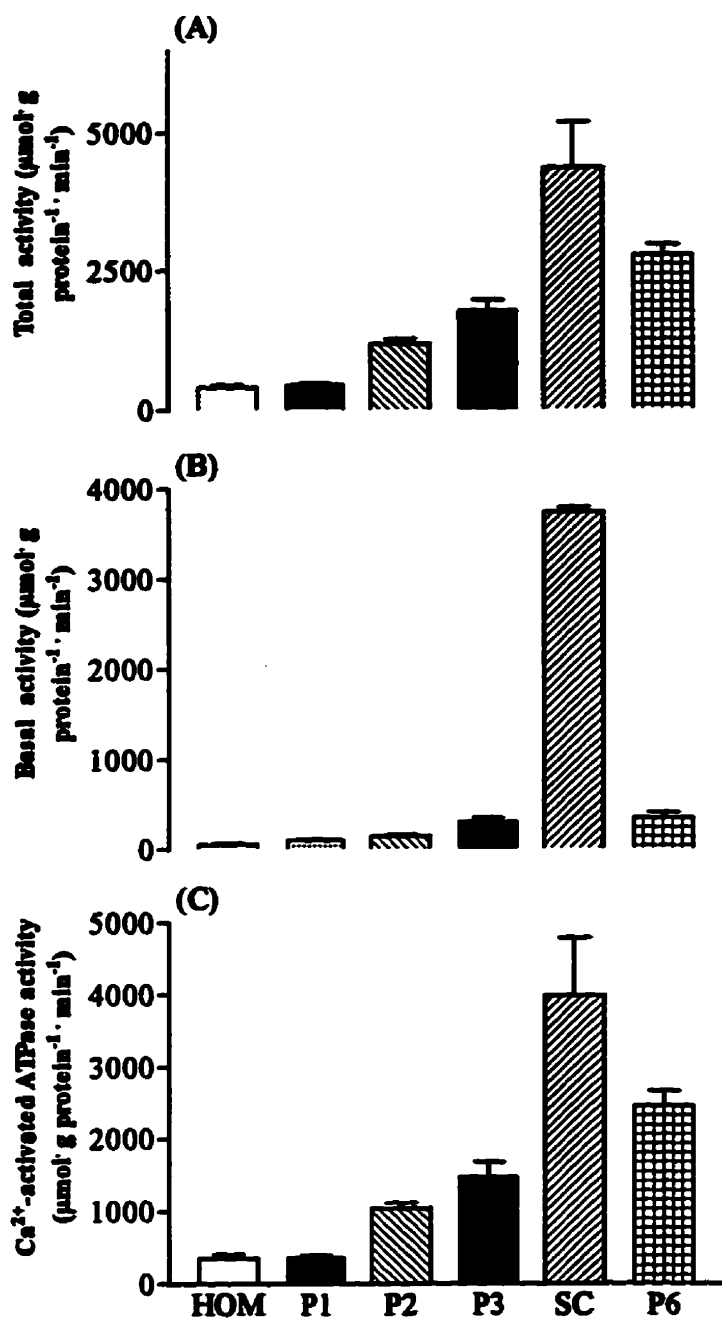 (A)
Total activity (µmol· g
protein⁻¹· min⁻¹)
5000
2500
0
(B)
Basal activity (µmol· g
protein⁻¹· min⁻¹)
4000
3000
2000
1000
0
(C)
Ca²⁺-activated ATPase activity
(µmol· g protein⁻¹· min⁻¹)
5000
4000
3000
2000
1000
0
HOM P1 P2 P3 SC P6